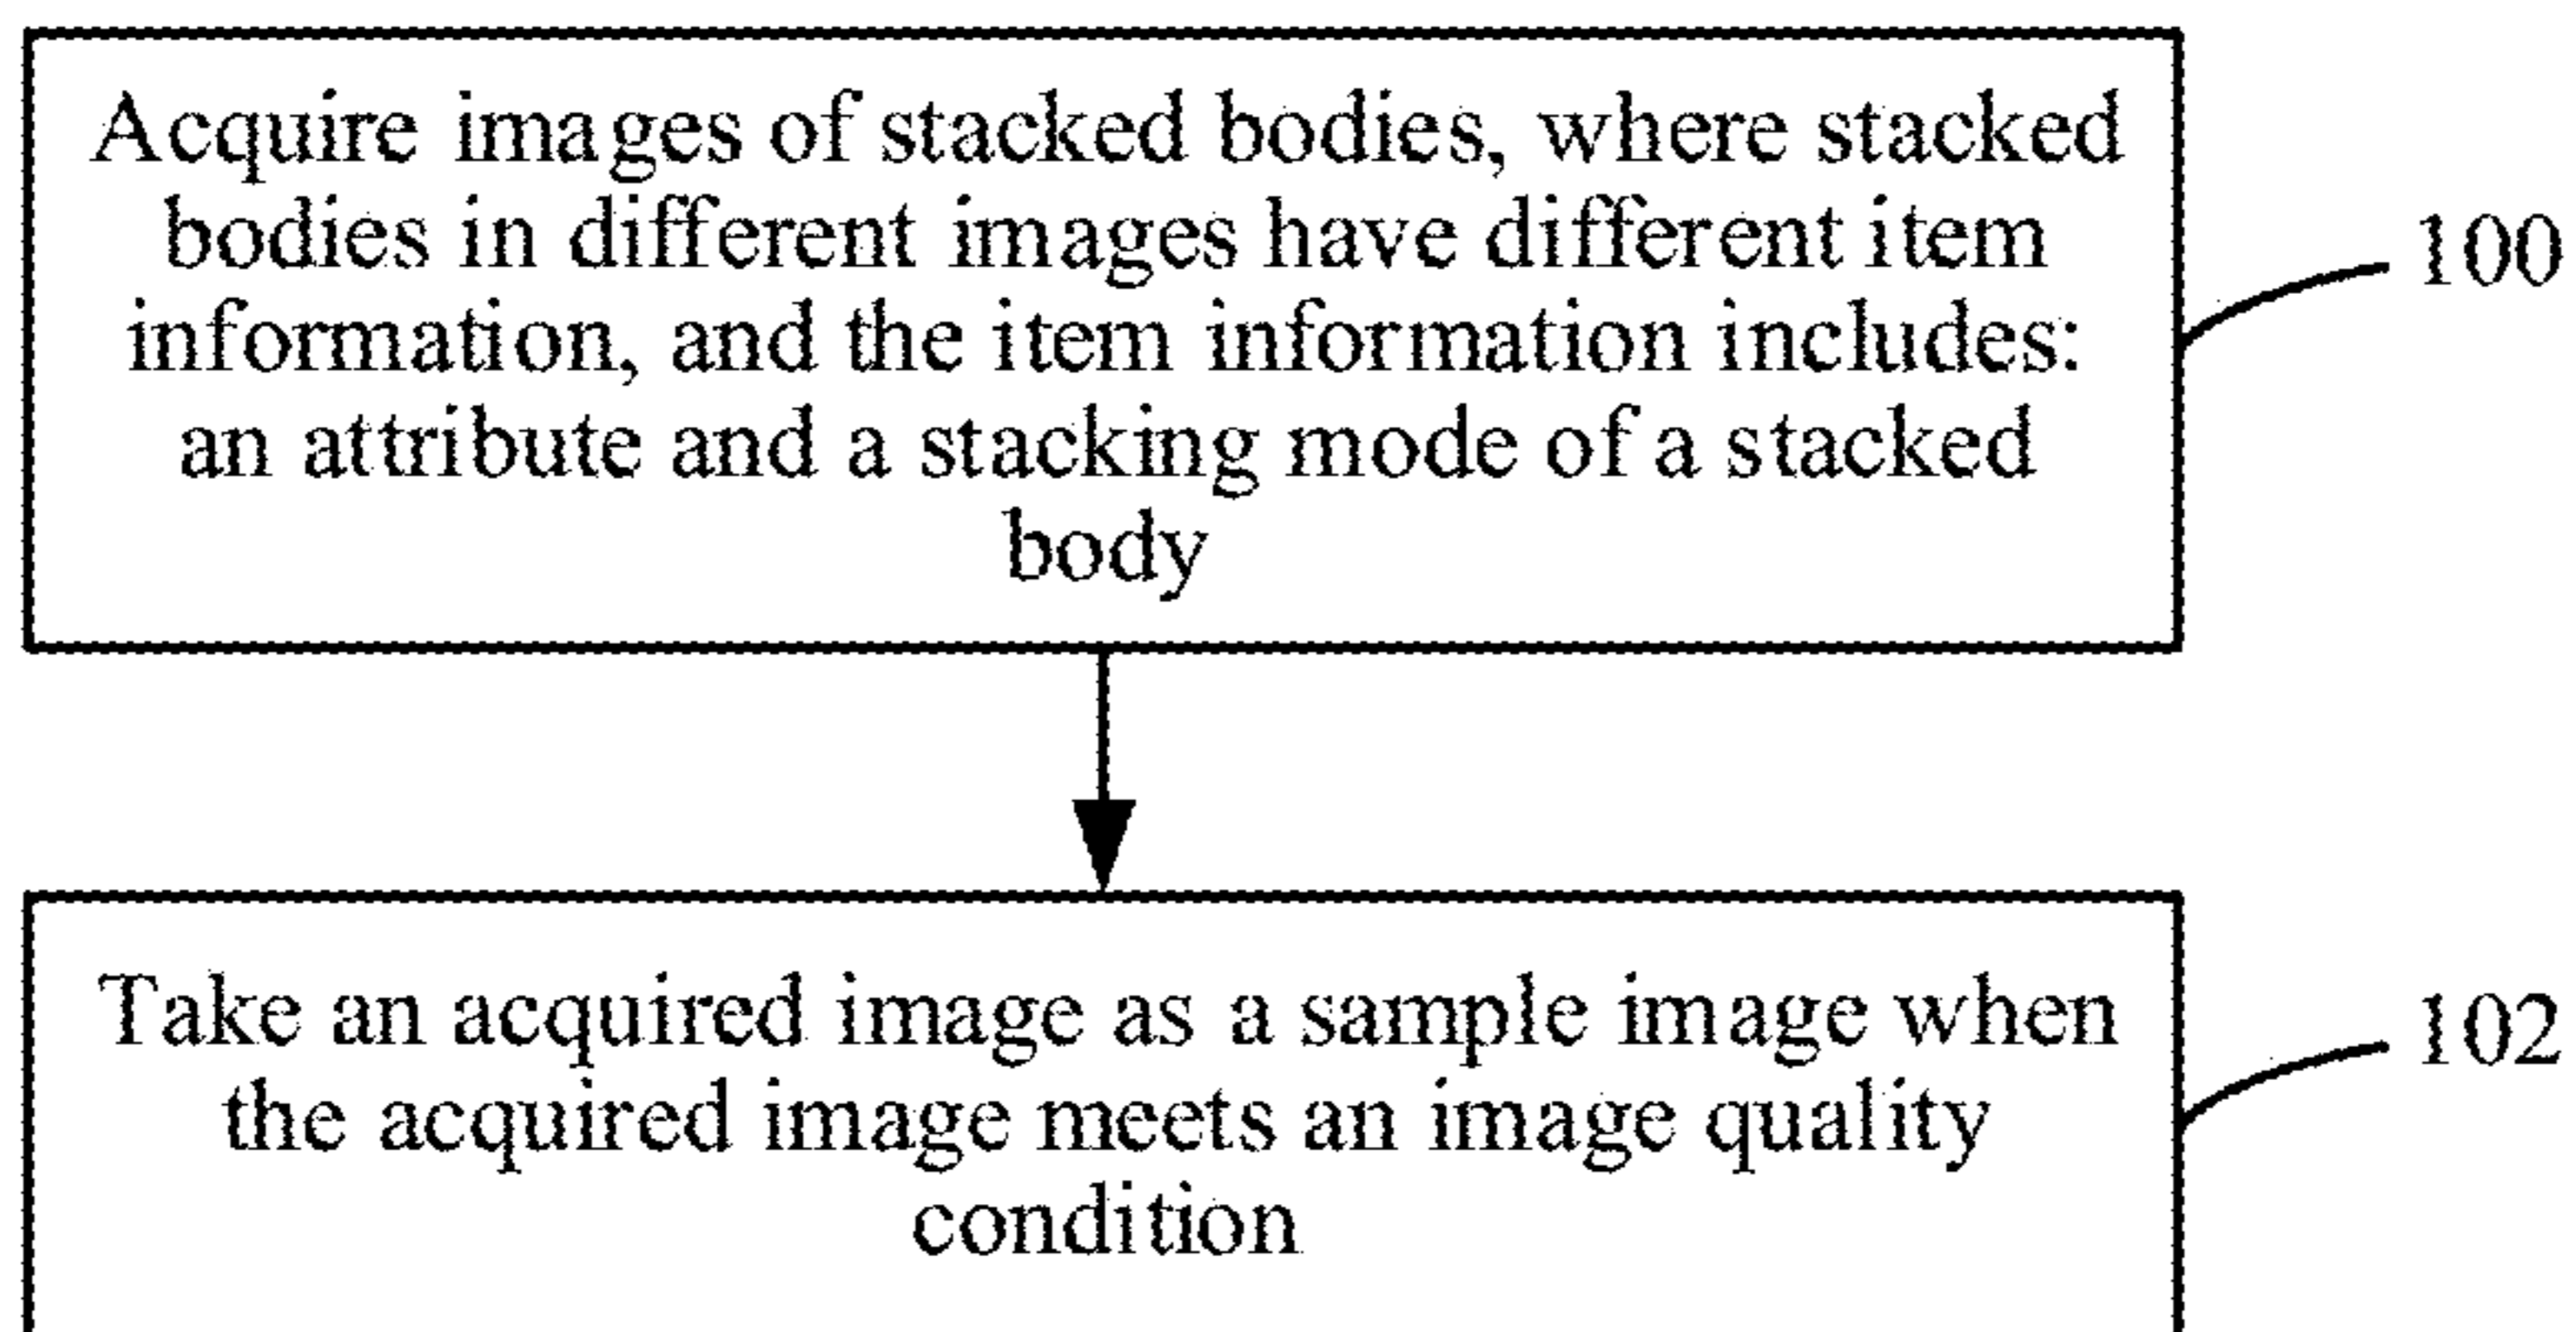 Acquire images of stacked bodies, where stacked
bodies in different images have different item
information, and the item information includes:
an attribute and a stacking mode of a stacked
body
100
Take an acquired image as a sample image when
the acquired image meets an image quality
condition
102